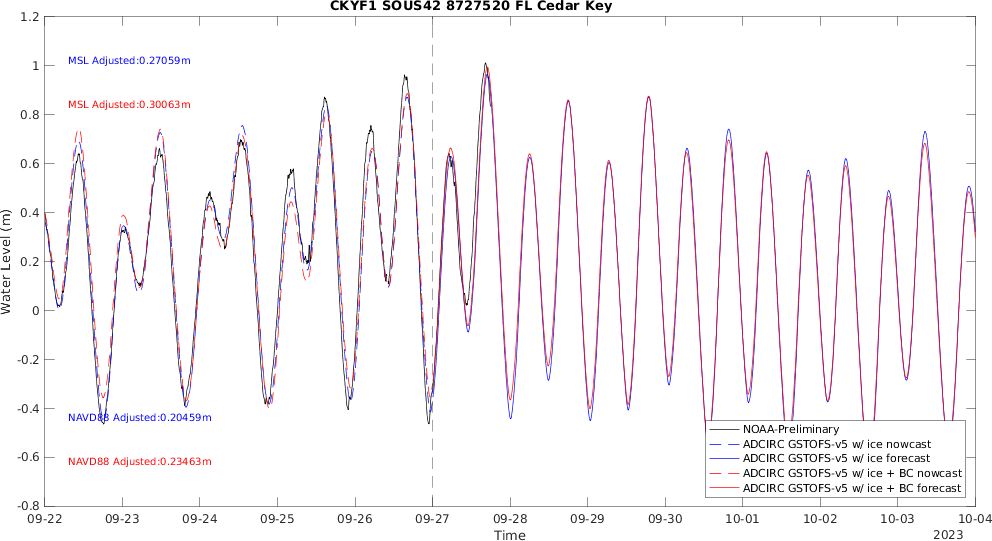 CKYF1 SOUS42 8727520 FL Cedar Key
1.2
1
0.8
0.6
0.4
0.2
0
-0.2
-0.4
-0.6
-0.8
Water Level (m)
MSL Adjusted:0.27059m
MSL Adjusted:0.30063m
NAVD88 Adjusted:0.20459m
NAVD88 Adjusted:0.23463m
NOAA-Preliminary
ADCIRC GSTOFS-v5 w/ ice nowcast
ADCIRC GSTOFS-v5 w/ ice forecast
ADCIRC GSTOFS-v5 w/ ice + BC nowcast
ADCIRC GSTOFS-v5 w/ ice + BC forecast
09-22 09-23 09-24 09-25 09-26 09-27 09-28 09-29 09-30 10-01 10-02 10-03 10-04
Time
2023